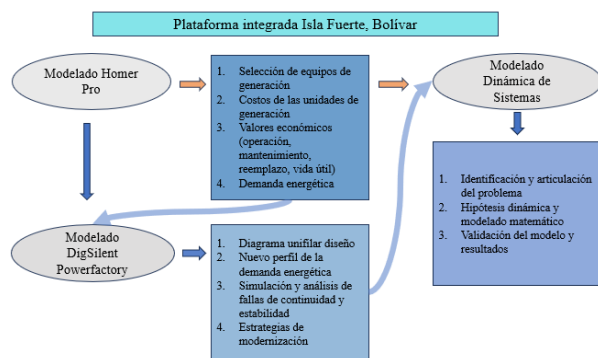 Plataforma integrada Isla Fuerte, Bolívar
Modelado Homer
Pro
1. Selección de equipos de
generación
2. Costos de las unidades de
generación
3. Valores económicos
(operación,
mantenimiento,
reemplazo, vida útil)
4. Demanda energética
Modelado
Dinámica de
Sistemas
1. Identificación y articulación
del problema
2. Hipótesis dinámica y
modelado matemático
3. Validación del modelo y
resultados
Modelado
DigSilent
Powerfactory
1. Diagrama unifilar diseño
2. Nuevo perfil de la
demanda energética
3. Simulación y análisis de
fallas de continuidad y
estabilidad
4. Estrategias de
modernización